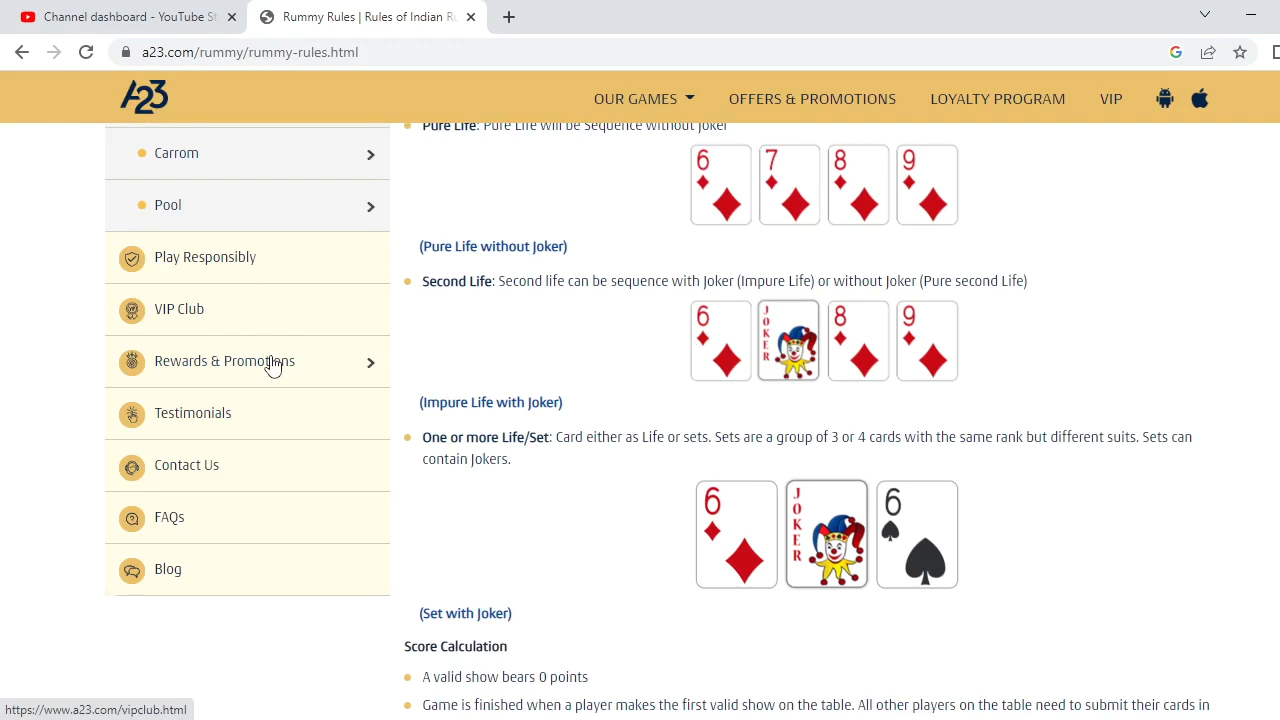 Channel dashboard - YouTube St
Rummy Rules | Rules of Indian Ru
a23.com/rummy/rummy-rules.html
A23
OUR GAMES
OFFERS & PROMOTIONS
LOYALTY PROGRAM
VIP
Carrom
Pool
Play Responsibly
VIP Club
Rewards & Promotions
Testimonials
Contact Us
FAQs
Blog
Pure Life: Pure Life will be Sequence without Joker
6 7 8 9
(Pure Life without Joker)
Second Life: Second life can be sequence with Joker (Impure Life) or without Joker (Pure second Life)
6 JOKER 8 9
(Impure Life with Joker)
One or more Life/Set: Card either as Life or sets. Sets are a group of 3 or 4 cards with the same rank but different suits. Sets can
contain Jokers.
6 JOKER 6
(Set with Joker)
Score Calculation
A valid show bears 0 points
Game is finished when a player makes the first valid show on the table. All other players on the table need to submit their cards in
https://www.a23.com/vipclub.html